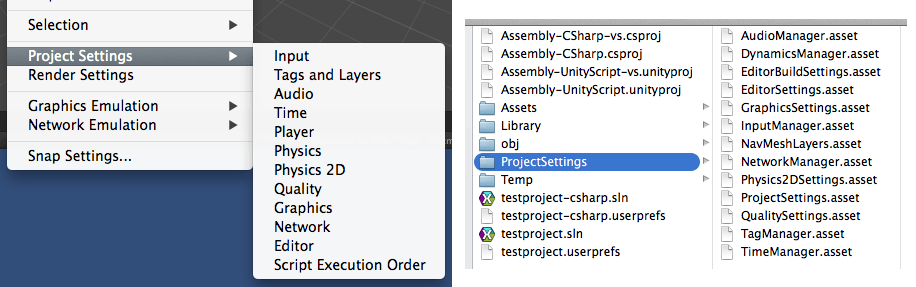 Selection
Project Settings
Render Settings
Graphics Emulation
Network Emulation
Snap Settings...
Input
Tags and Layers
Audio
Time
Player
Physics
Physics 2D
Quality
Graphics
Network
Editor
Script Execution Order
Assembly-CSharp-vs.csproj
Assembly-CSharp.csproj
Assembly-UnityScript-vs.unityproj
Assembly-UnityScript.unityproj
Assets
Library
obj
ProjectSettings
Temp
testproject-csharp.sln
testproject-csharp.userprefs
testproject.sln
testproject.userprefs
AudioManager.asset
DynamicsManager.asset
EditorBuildSettings.asset
EditorSettings.asset
GraphicsSettings.asset
InputManager.asset
NavMeshLayers.asset
NetworkManager.asset
Physics2DSettings.asset
ProjectSettings.asset
QualitySettings.asset
TagManager.asset
TimeManager.asset